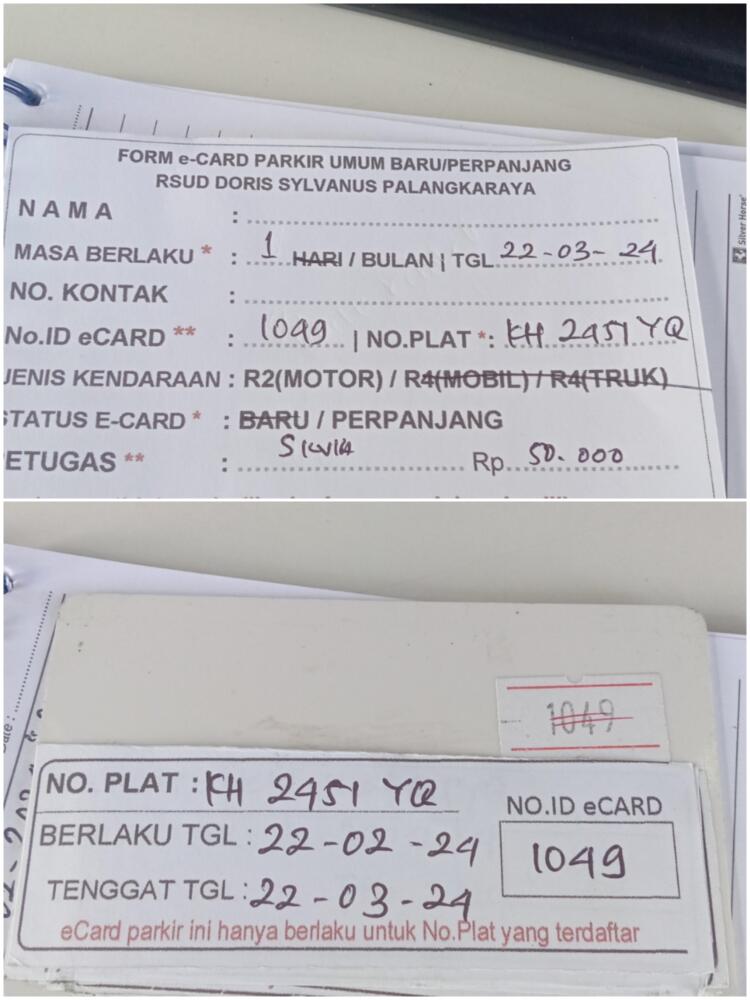 FORM e-CARD PARKIR UMUM BARU/PERPANJANG
RSUD DORIS SYLVANUS PALANGKARAYA
NAMA :
MASA BERLAKU * : 1 HARI / BULAN | TGL 22-03-24
NO. KONTAK :
No.ID eCARD ** : 1049 | NO.PLAT *: KH 2451 YQ
JENIS KENDARAAN : R2(MOTOR) / R4(MOBIL) / R4(TRUK)
STATUS E-CARD * : BARU / PERPANJANG
ETUGAS ** : Silvia Rp. 50.000
Silver Horse
1049
NO. PLAT : KH 2451 YQ
NO.ID eCARD
BERLAKU TGL : 22-02-24
1049
TENGGAT TGL : 22-03-24
eCard parkir ini hanya berlaku untuk No.Plat yang terdaftar